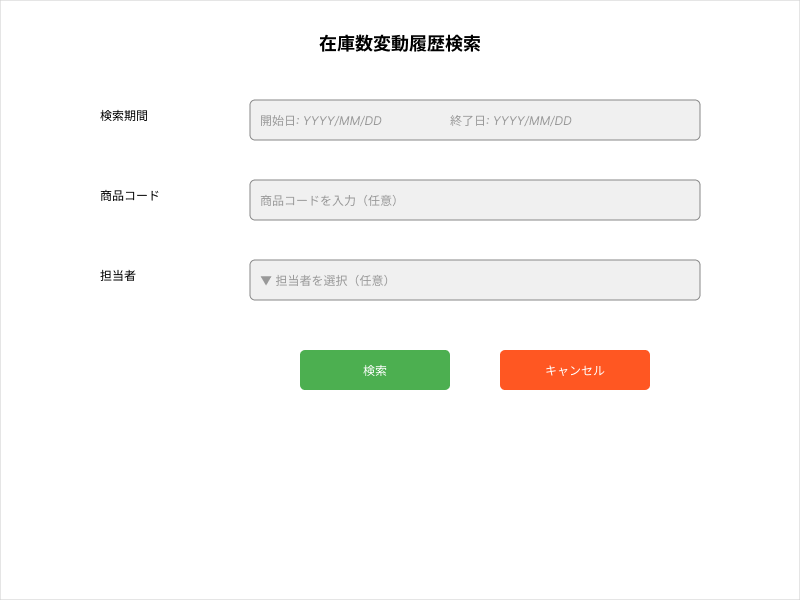 在庫数変動履歴検索
検索期間
開始日: YYYY/MM/DD 終了日: YYYY/MM/DD
商品コード
商品コードを入力（任意）
担当者
▼ 担当者を選択（任意）
検索 キャンセル